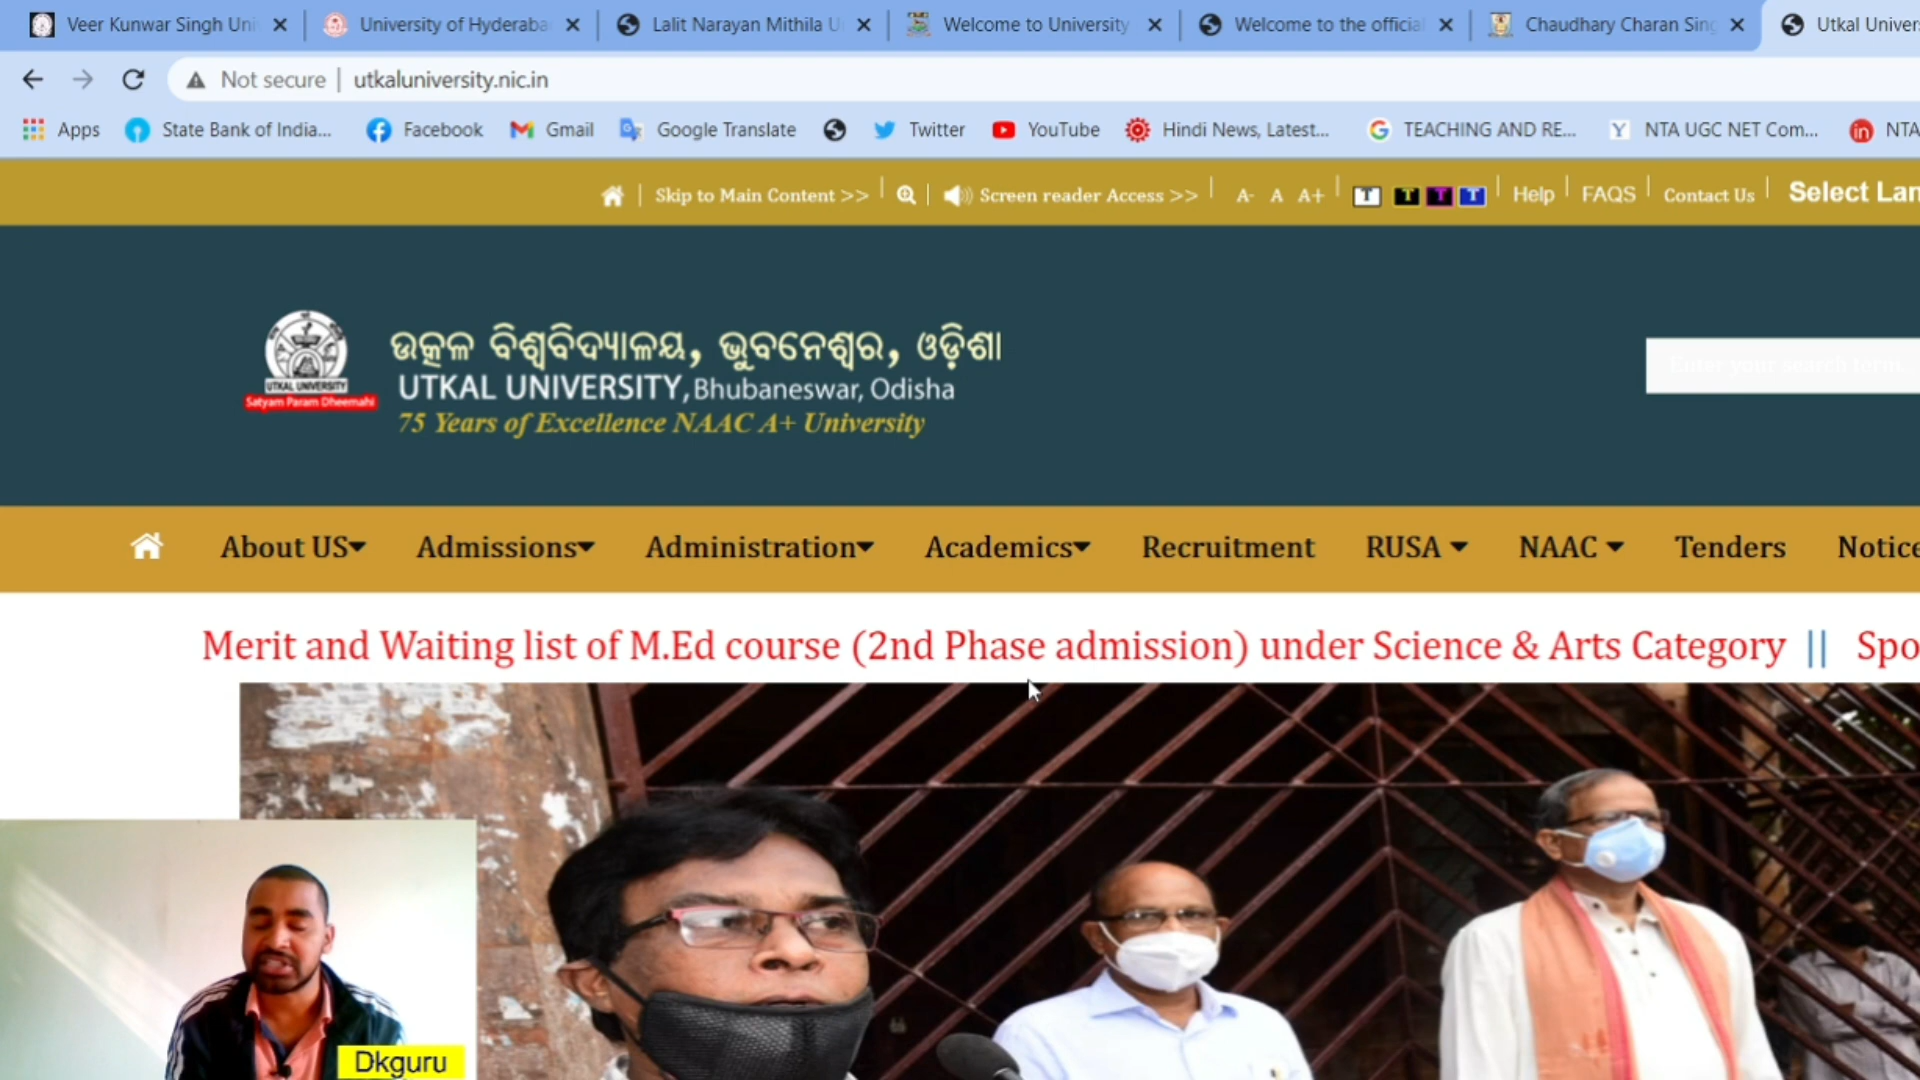 Veer Kunwar Singh Uni
University of Hyderaba
Lalit Narayan Mithila U
Welcome to University
Welcome to the official
Chaudhary Charan Sing
Utkal Univers
Not secure | utkaluniversity.nic.in
Apps
State Bank of India...
Facebook
Gmail
Google Translate
Twitter
YouTube
Hindi News, Latest...
TEACHING AND RE...
NTA UGC NET Com...
NTA
Skip to Main Content >>
Screen reader Access >>
A- A A+
T T T T
Help
FAQS
Contact Us
Select Lan
ଉତ୍କଳ ବିଶ୍ୱବିଦ୍ୟାଳୟ, ଭୁବନେଶ୍ୱର, ଓଡ଼ିଶା
UTKAL UNIVERSITY, Bhubaneswar, Odisha
75 Years of Excellence NAAC A+ University
UTKAL UNIVERSITY
Satyam Param Dheemahi
Enter your search term
About US
Admissions
Administration
Academics
Recruitment
RUSA
NAAC
Tenders
Notice
Merit and Waiting list of M.Ed course (2nd Phase admission) under Science & Arts Category || Spo
Dkguru